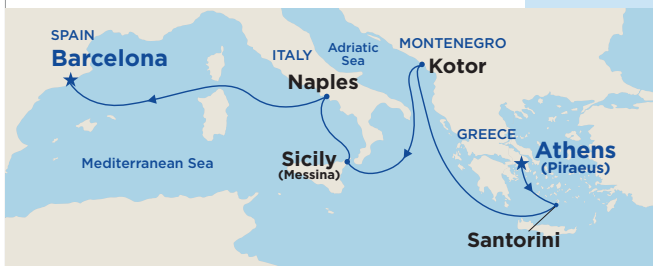 SPAIN
Barcelona
ITALY
Adriatic
Sea
MONTENEGRO
Kotor
Naples
GREECE
Athens
(Piraeus)
Mediterranean Sea
Sicily
(Messina)
Santorini